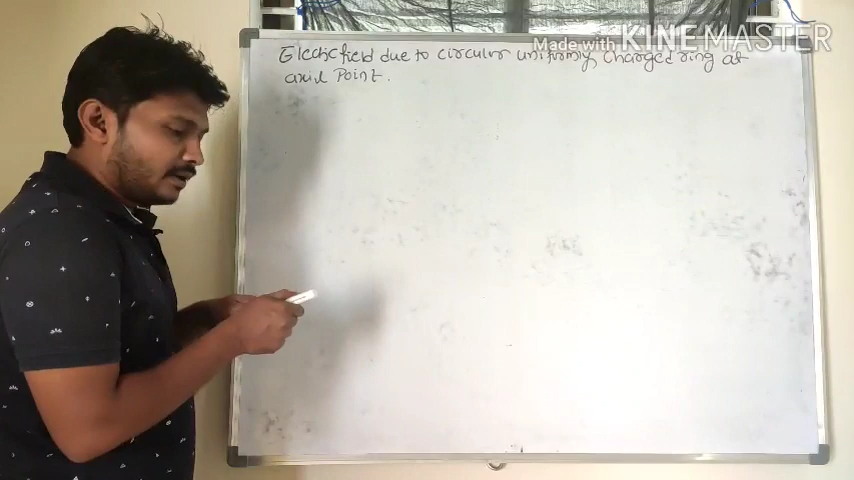 Electric field due to circular uniformly charged ring at
axial Point.
Made with KINEMASTER